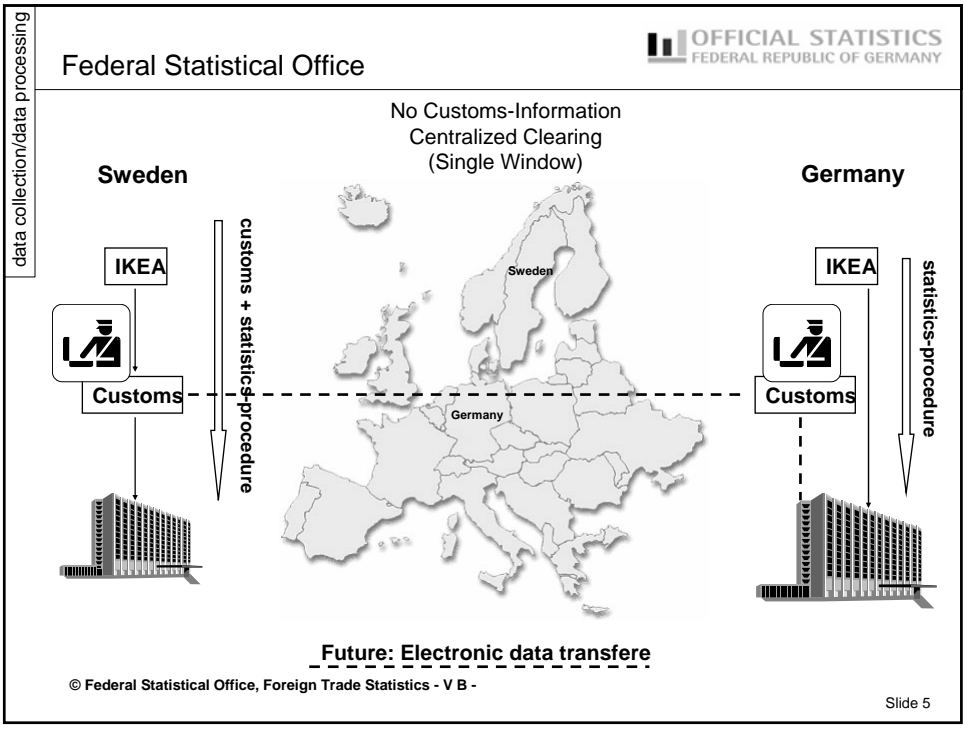 data collection/data processing
Federal Statistical Office
OFFICIAL STATISTICS
FEDERAL REPUBLIC OF GERMANY
No Customs-Information
Centralized Clearing
(Single Window)
Sweden
Germany
IKEA
customs + statistics-procedure
Customs
Sweden
Germany
IKEA
statistics-procedure
Customs
Future: Electronic data transfere
© Federal Statistical Office, Foreign Trade Statistics - V B -
Slide 5